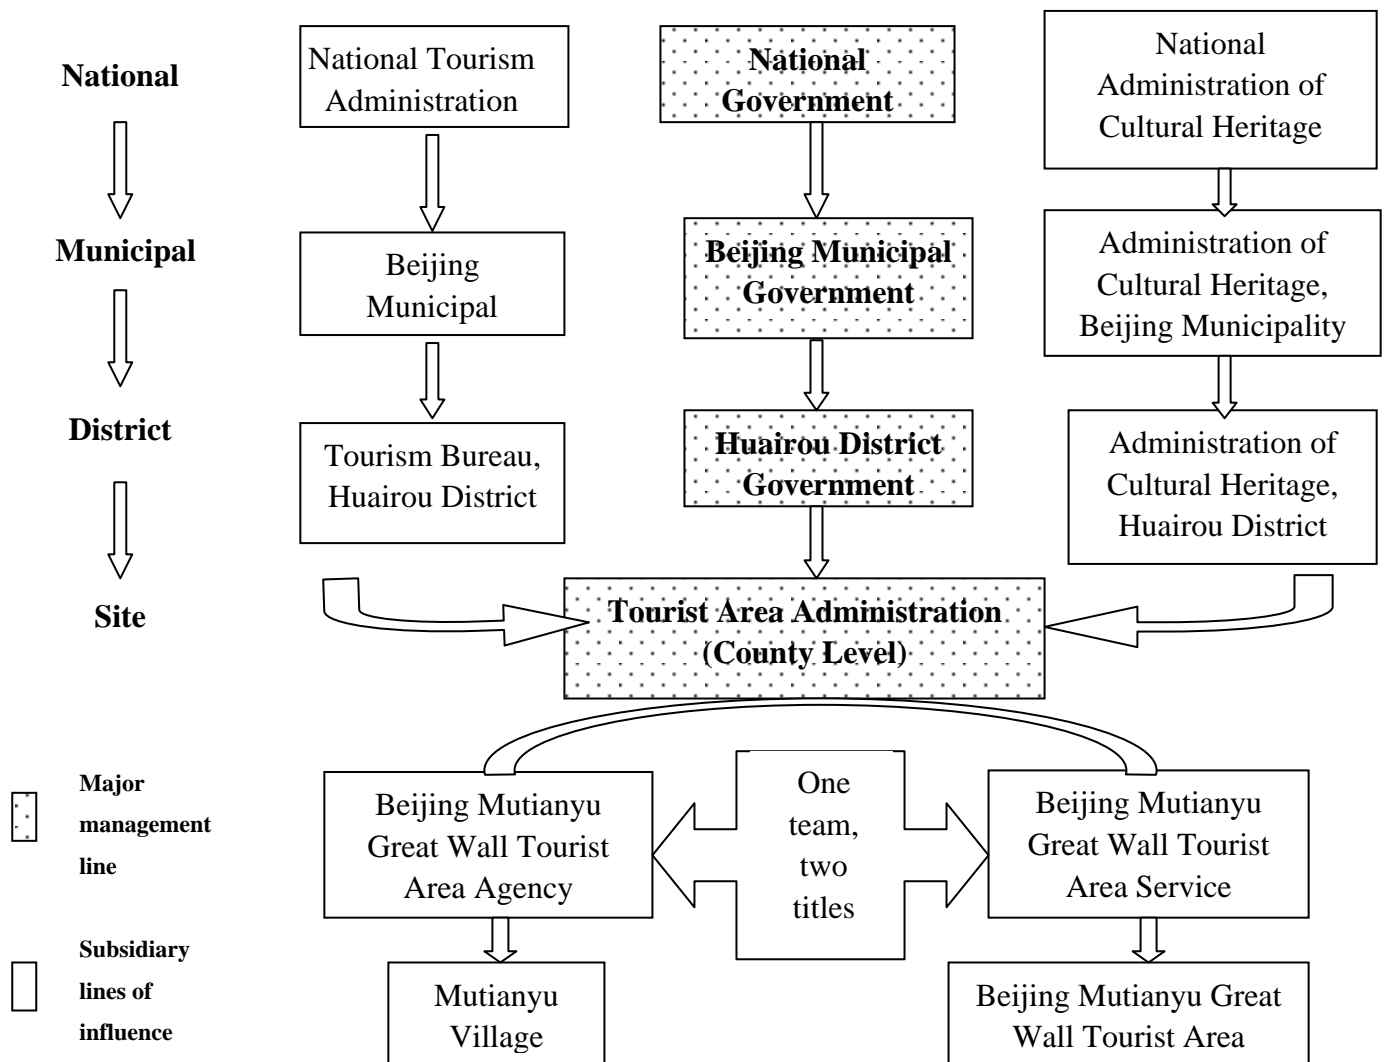 National
National Tourism
Administration
National
Government
National
Administration of
Cultural Heritage
Municipal
Beijing
Municipal
Beijing Municipal
Government
Administration of
Cultural Heritage,
Beijing Municipality
District
Tourism Bureau,
Huairou District
Huairou District
Government
Administration of
Cultural Heritage,
Huairou District
Site
Tourist Area Administration
(County Level)
Major
management
line
Beijing Mutianyu
Great Wall Tourist
Area Agency
One
team,
two
titles
Beijing Mutianyu
Great Wall Tourist
Area Service
Subsidiary
lines of
influence
Mutianyu
Village
Beijing Mutianyu Great
Wall Tourist Area